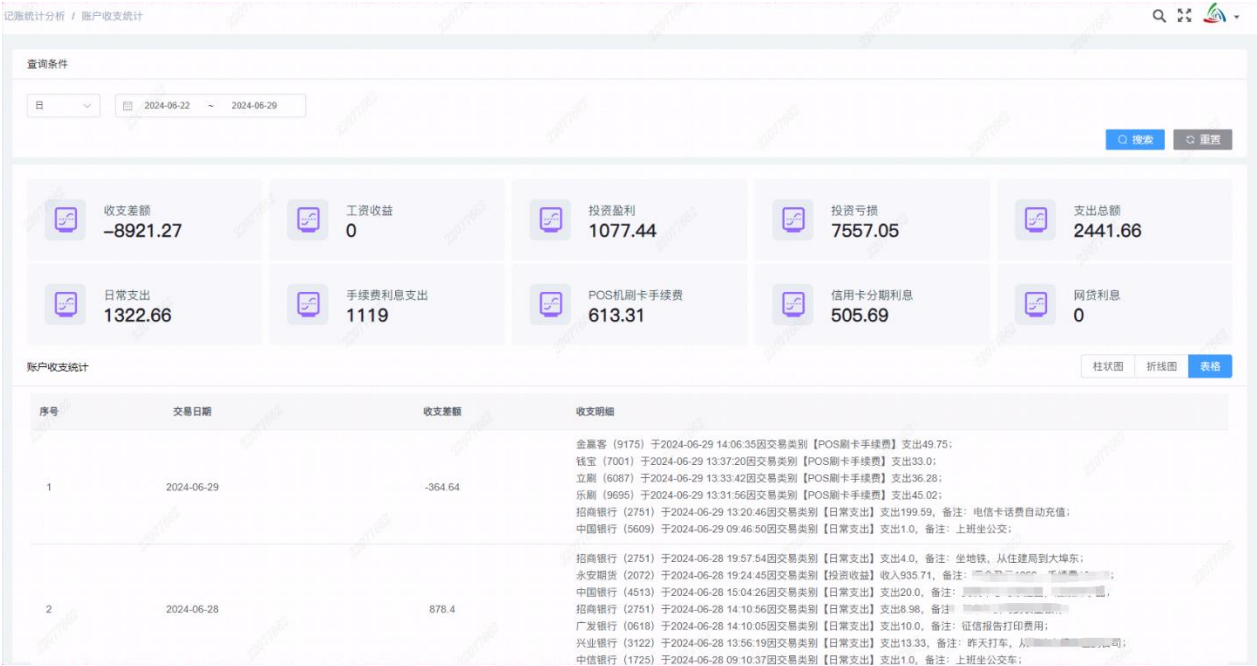 记账统计分析 / 账户收支统计
查询条件
日 2024-06-22 ~ 2024-06-29
搜索 重置
收支差额 工资收益 投资盈利 投资亏损 支出总额
-8921.27 0 1077.44 7557.05 2441.66
日常支出 手续费利息支出 POS机刷卡手续费 信用卡分期利息 网贷利息
1322.66 1119 613.31 505.69 0
账户收支统计 柱状图 折线图 表格
序号 交易日期 收支差额 收支明细
金赢客（9175）于2024-06-29 14:06:35因交易类别【POS刷卡手续费】支出49.75；
钱宝（7001）于2024-06-29 13:37:20因交易类别【POS刷卡手续费】支出33.0；
立刷（6087）于2024-06-29 13:33:42因交易类别【POS刷卡手续费】支出36.28；
1 2024-06-29 -364.64
乐刷（9695）于2024-06-29 13:31:56因交易类别【POS刷卡手续费】支出45.02；
招商银行（2751）于2024-06-29 13:20:46因交易类别【日常支出】支出199.59，备注：电信卡话费自动充值；
中国银行（5609）于2024-06-29 09:46:50因交易类别【日常支出】支出1.0，备注：上班坐公交；
招商银行（2751）于2024-06-28 19:57:54因交易类别【日常支出】支出4.0，备注：坐地铁，从住建局到大埠东；
永安期货（2072）于2024-06-28 19:24:45因交易类别【投资收益】收入935.71，备注：
中国银行（4513）于2024-06-28 15:04:26因交易类别【日常支出】支出20.0，备注：
2 2024-06-28 878.4
招商银行（2751）于2024-06-28 14:10:56因交易类别【日常支出】支出8.98，备注
广发银行（0618）于2024-06-28 14:10:05因交易类别【日常支出】支出10.0，备注：征信报告打印费用；
兴业银行（3122）于2024-06-28 13:56:19因交易类别【日常支出】支出13.33，备注：昨天打车，从 司；
中信银行（1725）于2024-06-28 09:10:37因交易类别【日常支出】支出1.0，备注：上班坐公交车；